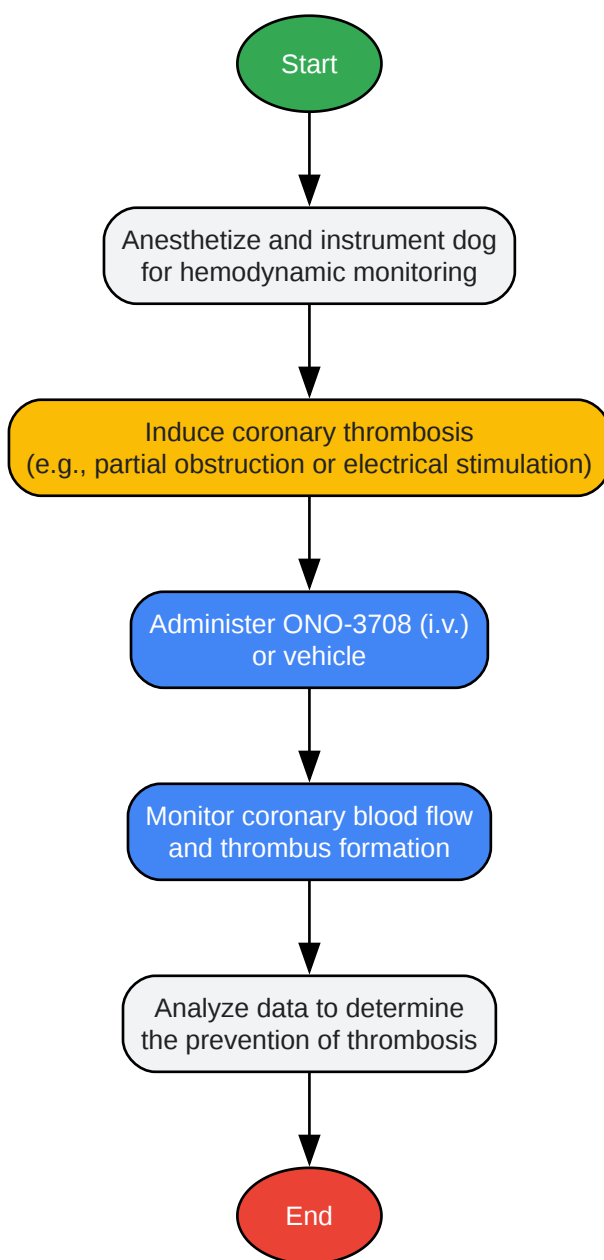 Start
Anesthetize and instrument dog
for hemodynamic monitoring
Induce coronary thrombosis
(e.g., partial obstruction or electrical stimulation)
Administer ONO-3708 (i.v.)
or vehicle
Monitor coronary blood flow
and thrombus formation
Analyze data to determine
the prevention of thrombosis
End